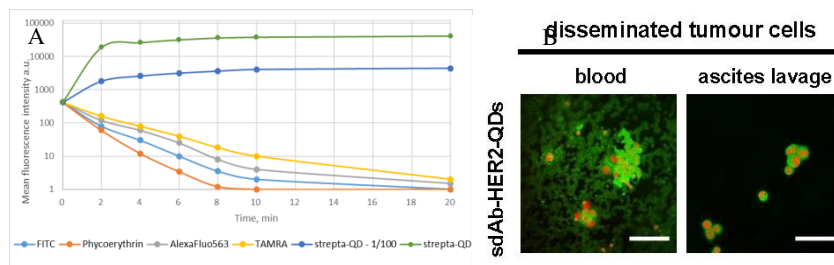 A
Mean fluorescence intensity a.u.
100000
10000
1000
100
10
1
0 2 4 6 8 10 12 14 16 18 20
Time, min
FITC Phycoerythrin AlexaFluo563 TAMRA strepta-QD - 1/100 strepta-QD
B
disseminated tumour cells
blood ascites lavage
sdAb-HER2-QDs